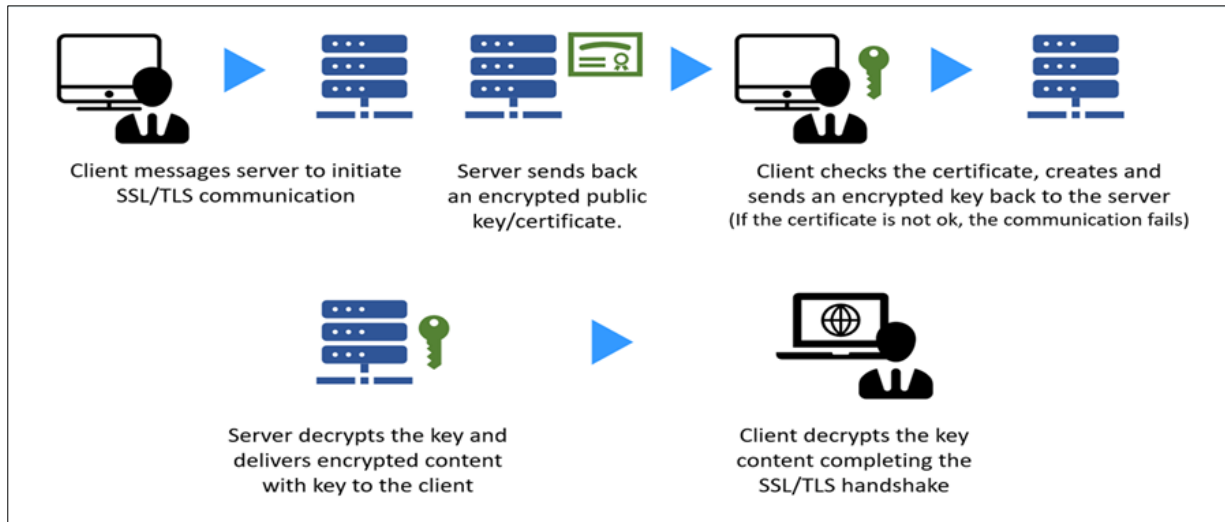 Client messages server to initiate
SSL/TLS communication
Server sends back
an encrypted public
key/certificate.
Client checks the certificate, creates and
sends an encrypted key back to the server
(If the certificate is not ok, the communication fails)
Server decrypts the key and
delivers encrypted content
with key to the client
Client decrypts the key
content completing the
SSL/TLS handshake